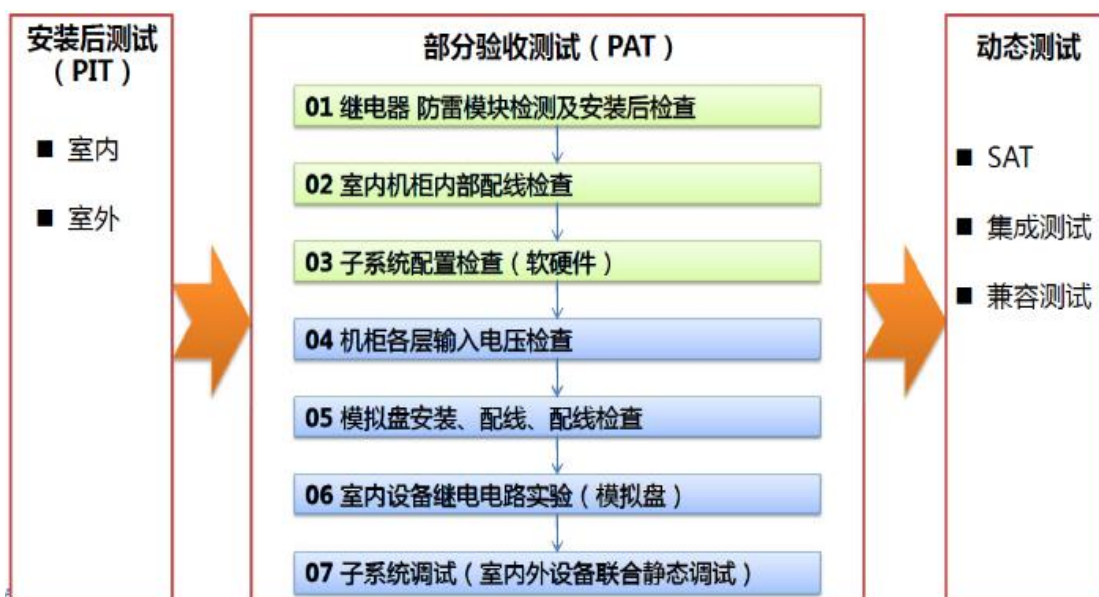 安装后测试
（PIT）
■ 室内
■ 室外
部分验收测试（PAT）
01 继电器 防雷模块检测及安装后检查
02 室内机柜内部配线检查
03 子系统配置检查（软硬件）
04 机柜各层输入电压检查
05 模拟盘安装、配线、配线检查
06 室内设备继电电路实验（模拟盘）
07 子系统调试（室内外设备联合静态调试）
动态测试
■ SAT
■ 集成测试
■ 兼容测试